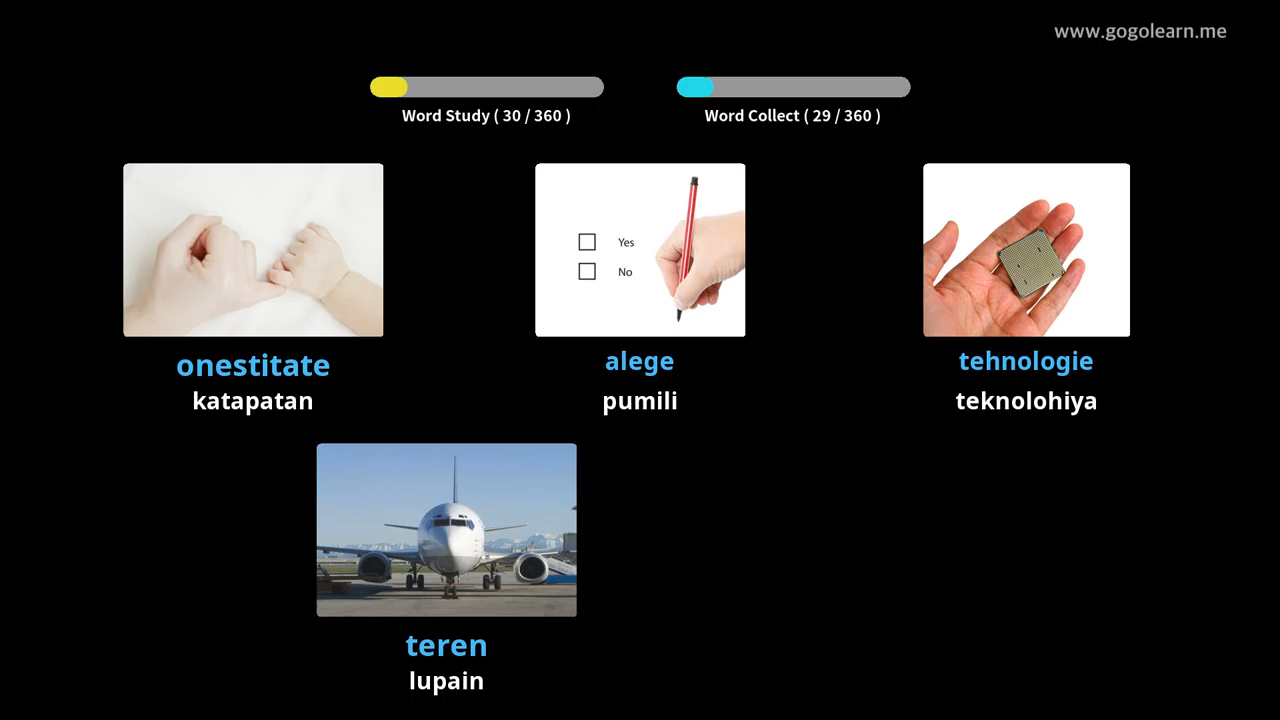 www.gogolearn.me
Word Study ( 30 / 360 )
Word Collect ( 29 / 360 )
Yes
No
onestitate
katapatan
alege
pumili
tehnologie
teknolohiya
teren
lupain